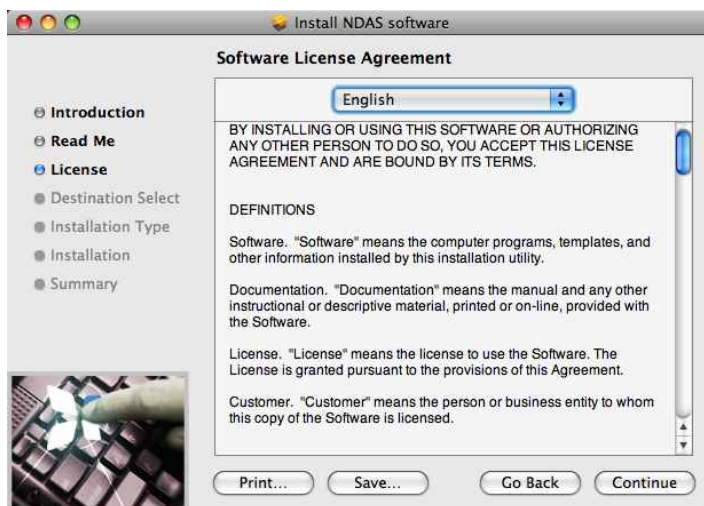 Install NDAS software
Software License Agreement
Introduction
Read Me
License
Destination Select
Installation Type
Installation
Summary
English
BY INSTALLING OR USING THIS SOFTWARE OR AUTHORIZING
ANY OTHER PERSON TO DO SO, YOU ACCEPT THIS LICENSE
AGREEMENT AND ARE BOUND BY ITS TERMS.
DEFINITIONS
Software. "Software" means the computer programs, templates, and
other information installed by this installation utility.
Documentation. "Documentation" means the manual and any other
instructional or descriptive material, printed or on-line, provided with
the Software.
License. "License" means the license to use the Software. The
License is granted pursuant to the provisions of this Agreement.
Customer. "Customer" means the person or business entity to whom
this copy of the Software is licensed.
Print...
Save...
Go Back
Continue